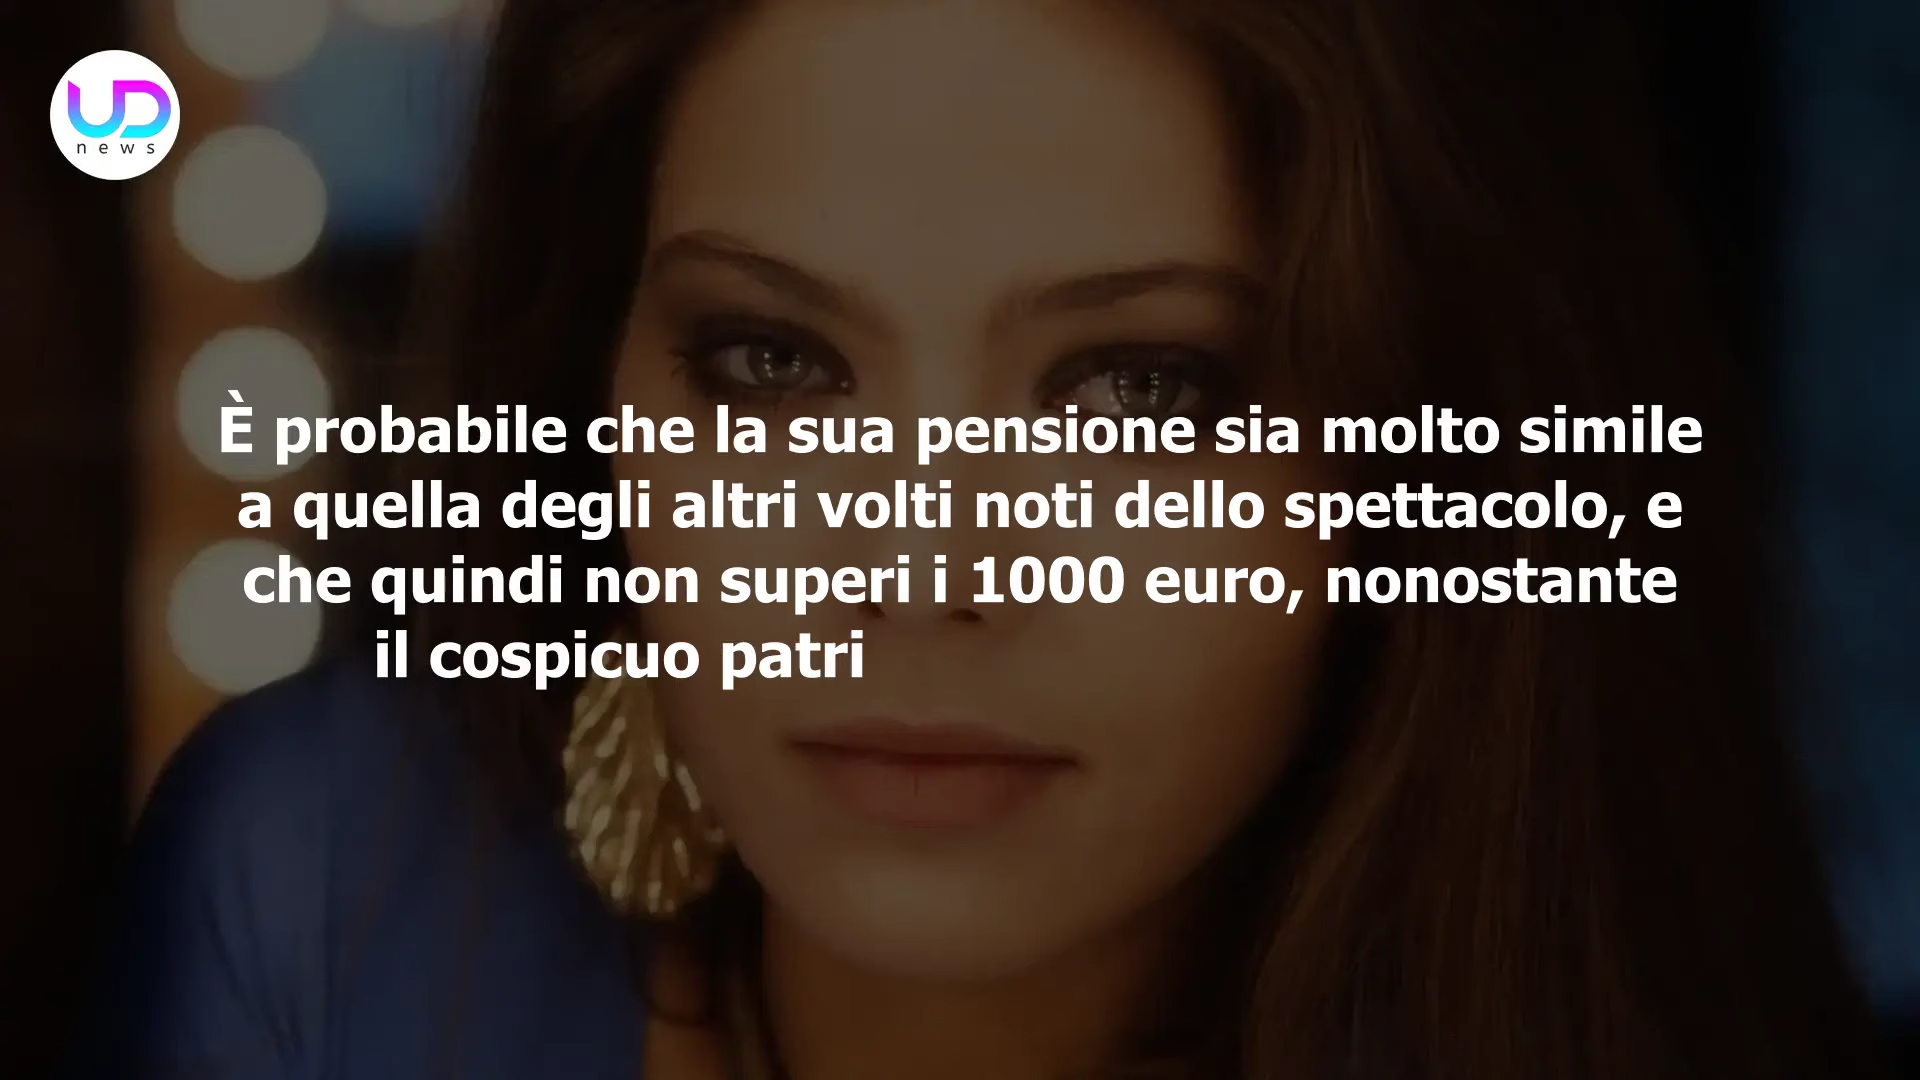 UD
news
È probabile che la sua pensione sia molto simile
a quella degli altri volti noti dello spettacolo, e
che quindi non superi i 1000 euro, nonostante
il cospicuo patri